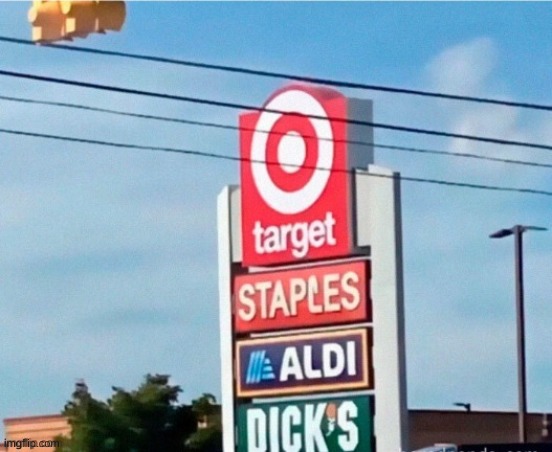 target
STAPLES
ALDI
DICK'S
imgflip.com